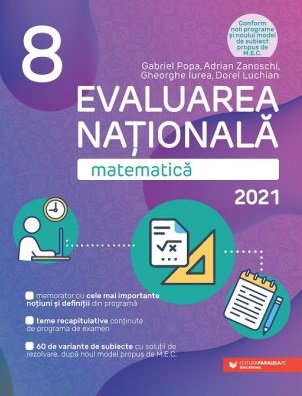 8
Conform
noii programe
și noului model
de subiect
propus de
M.E.C.
Gabriel Popa, Adrian Zanoschi,
Gheorghe Iurea, Dorel Luchian
EVALUAREA
NAȚIONALĂ
matematică
2021
memorator cu cele mai importante
noțiuni și definiții din programă
teme recapitulative conținute
de programa de examen
60 de variante de subiecte cu soluții de
rezolvare, după noul model propus de M.E.C.
EDITURA PARALELA 45
EDUCAȚIONAL